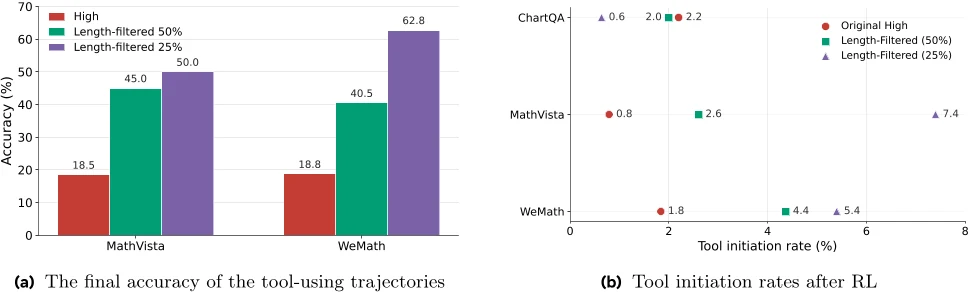 70
60
50
40
30
20
10
0
Accuracy (%)
High
Length-filtered 50%
Length-filtered 25%
18.5
45.0
50.0
18.8
40.5
62.8
MathVista
WeMath
(a) The final accuracy of the tool-using trajectories
ChartQA
MathVista
WeMath
0.6
2.0
2.2
Original High
Length-Filtered (50%)
Length-Filtered (25%)
0.8
2.6
7.4
1.8
4.4
5.4
0
2
4
6
8
Tool initiation rate (%)
(b) Tool initiation rates after RL